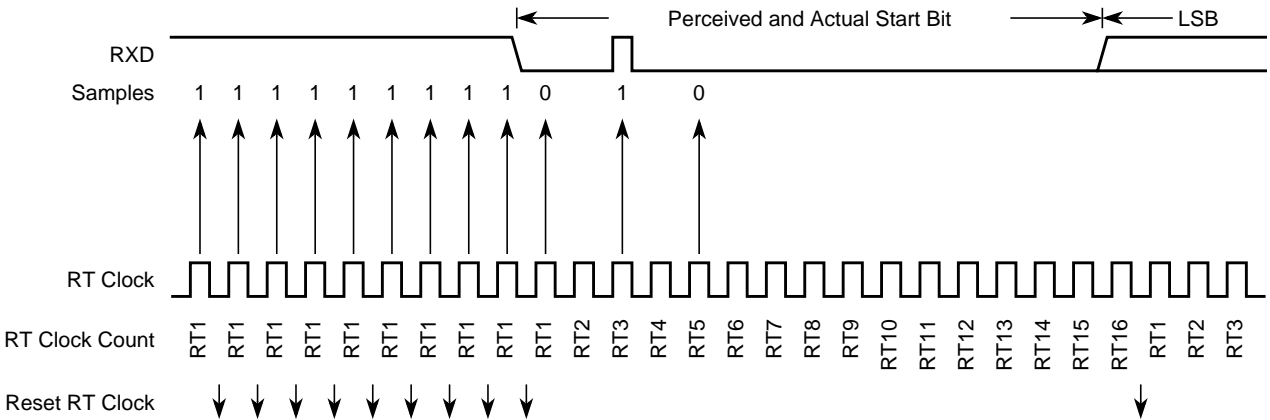 Perceived and Actual Start Bit LSB
RXD
Samples 1 1 1 1 1 1 1 1 1 0 1 0
RT Clock
RT Clock Count RT1 RT1 RT1 RT1 RT1 RT1 RT1 RT1 RT1 RT1 RT2 RT3 RT4 RT5 RT6 RT7 RT8 RT9 RT10 RT11 RT12 RT13 RT14 RT15 RT16 RT1 RT2 RT3
Reset RT Clock